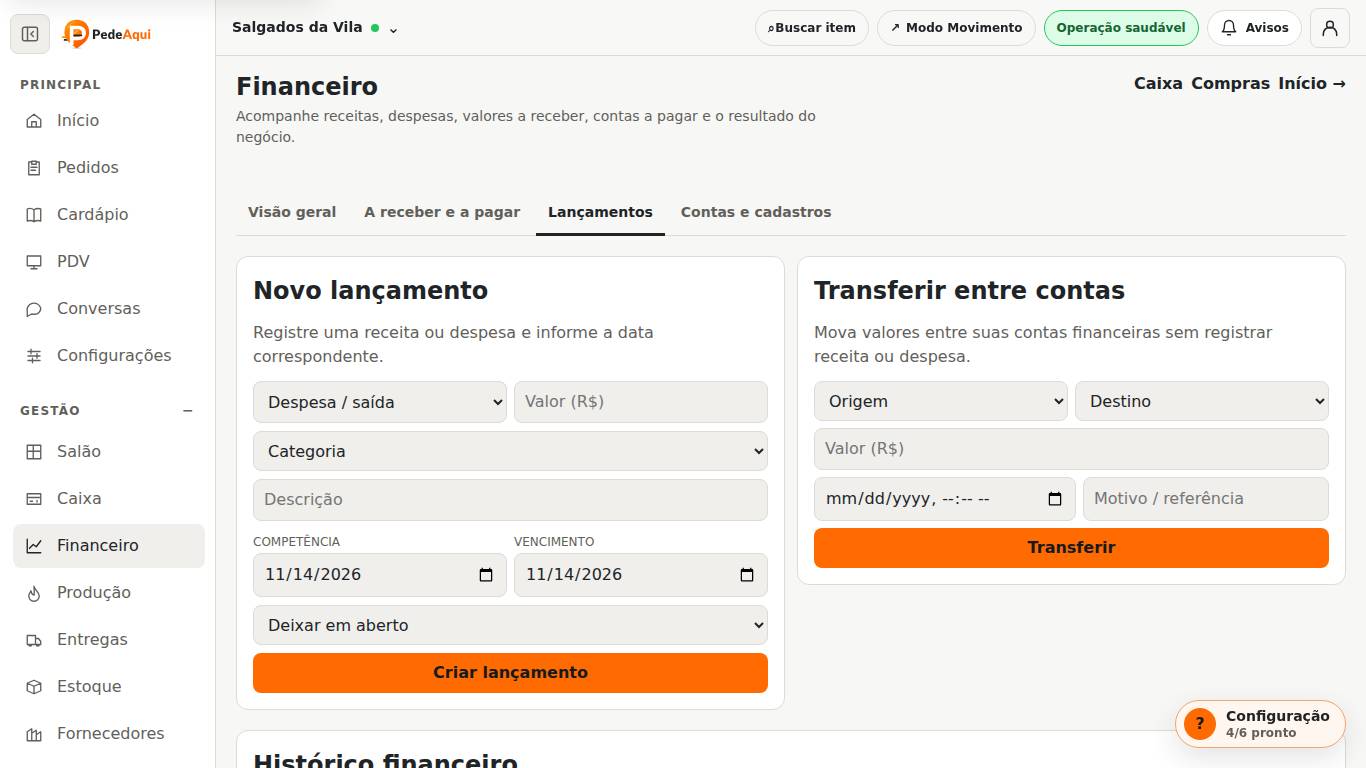 PedeAqui
PRINCIPAL
Início
Pedidos
Cardápio
PDV
Conversas
Configurações
GESTÃO
Salão
Caixa
Financeiro
Produção
Entregas
Estoque
Fornecedores
Salgados da Vila
Buscar item
↗ Modo Movimento
Operação saudável
Avisos
Financeiro
Acompanhe receitas, despesas, valores a receber, contas a pagar e o resultado do
negócio.
Caixa Compras Início →
Visão geral
A receber e a pagar
Lançamentos
Contas e cadastros
Novo lançamento
Registre uma receita ou despesa e informe a data
correspondente.
Despesa / saída
Valor (R$)
Categoria
Descrição
COMPETÊNCIA
VENCIMENTO
11/14/2026
11/14/2026
Deixar em aberto
Criar lançamento
Transferir entre contas
Mova valores entre suas contas financeiras sem registrar
receita ou despesa.
Origem
Destino
Valor (R$)
mm/dd/yyyy, --:-- --
Motivo / referência
Transferir
Histórico financeiro
?
Configuração
4/6 pronto